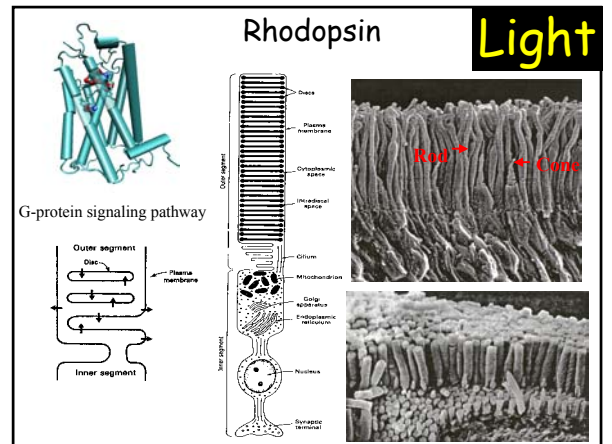 Rhodopsin
Light
G-protein signaling pathway
Outer segment
Disc
Plasma
membrane
Inner segment
Outer segment
Discs
Plasma
membrane
Cytoplasmic
space
Intradiscal
space
Cilium
Mitochondrion
Golgi
apparatus
Endoplasmic
reticulum
Inner segment
Nucleus
Synaptic
terminal
Rod
Cone